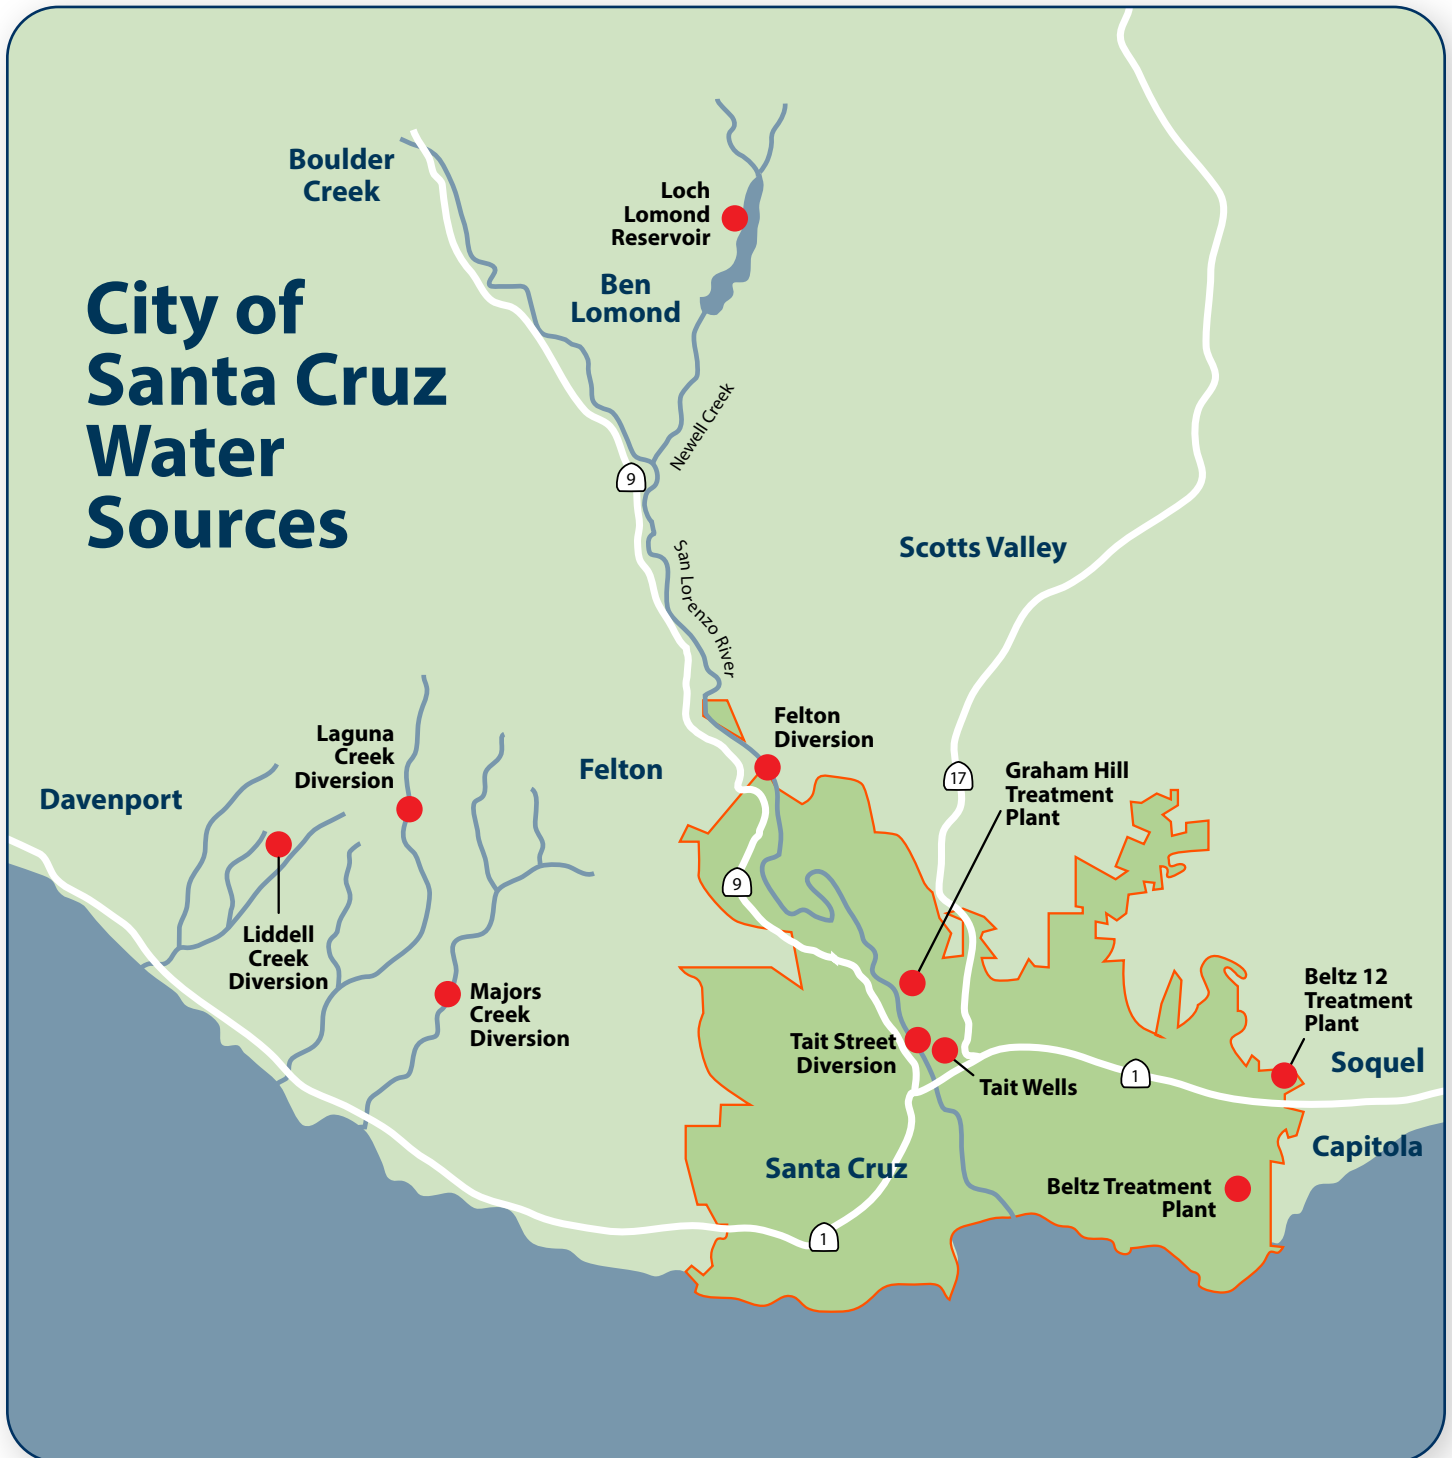 City of
Santa Cruz
Water
Sources
Boulder
Creek
Loch
Lomond
Reservoir
Ben
Lomond
Newell Creek
9
San Lorenzo River
Scotts Valley
Felton
Diversion
Felton
17
Graham Hill
Treatment
Plant
Laguna
Creek
Diversion
Davenport
9
Liddell
Creek
Diversion
Majors
Creek
Diversion
Tait Street
Diversion
Tait Wells
1
Beltz 12
Treatment
Plant
Soquel
Capitola
Santa Cruz
Beltz Treatment
Plant
1